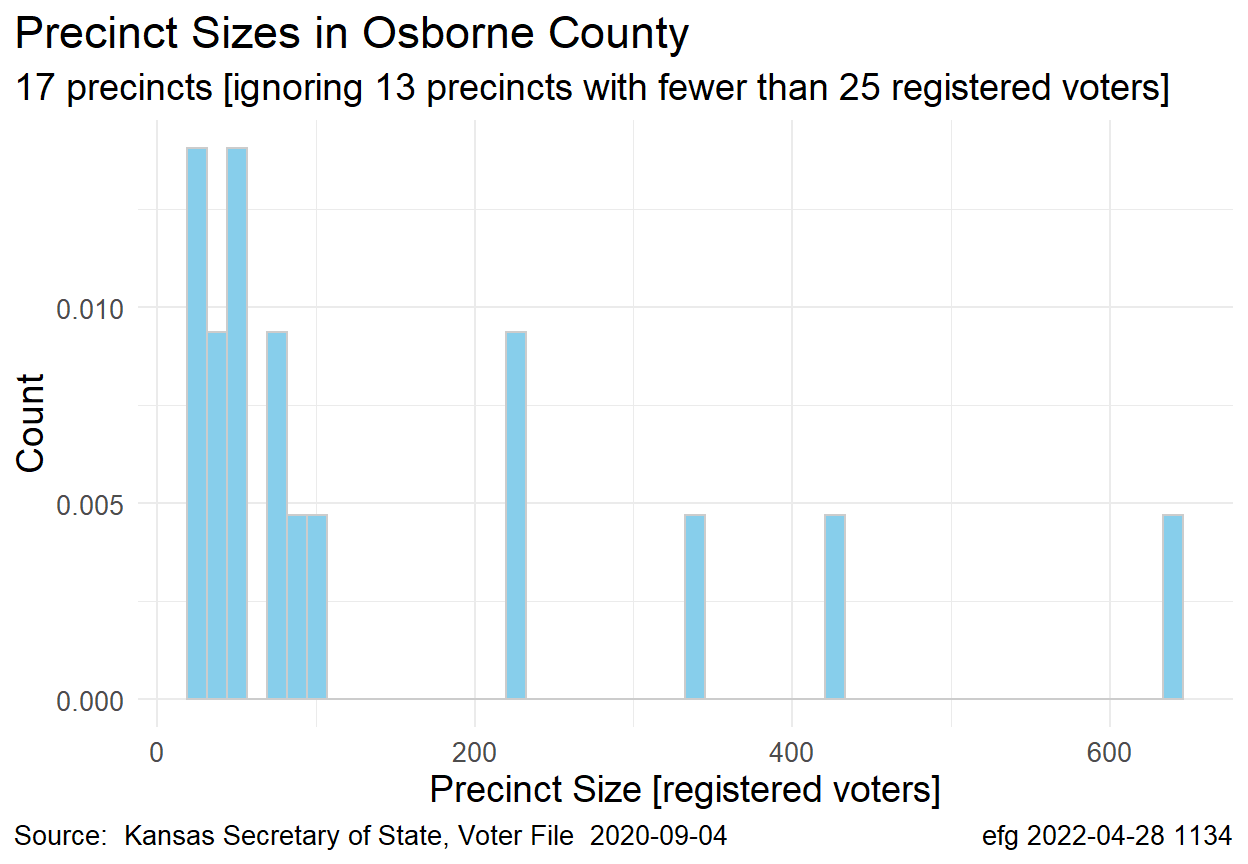 Precinct Sizes in Osborne County
17 precincts [ignoring 13 precincts with fewer than 25 registered voters]
Count
0.010
0.005
0.000
0 200 400 600
Precinct Size [registered voters]
Source:  Kansas Secretary of State, Voter File  2020-09-04
efg 2022-04-28 1134